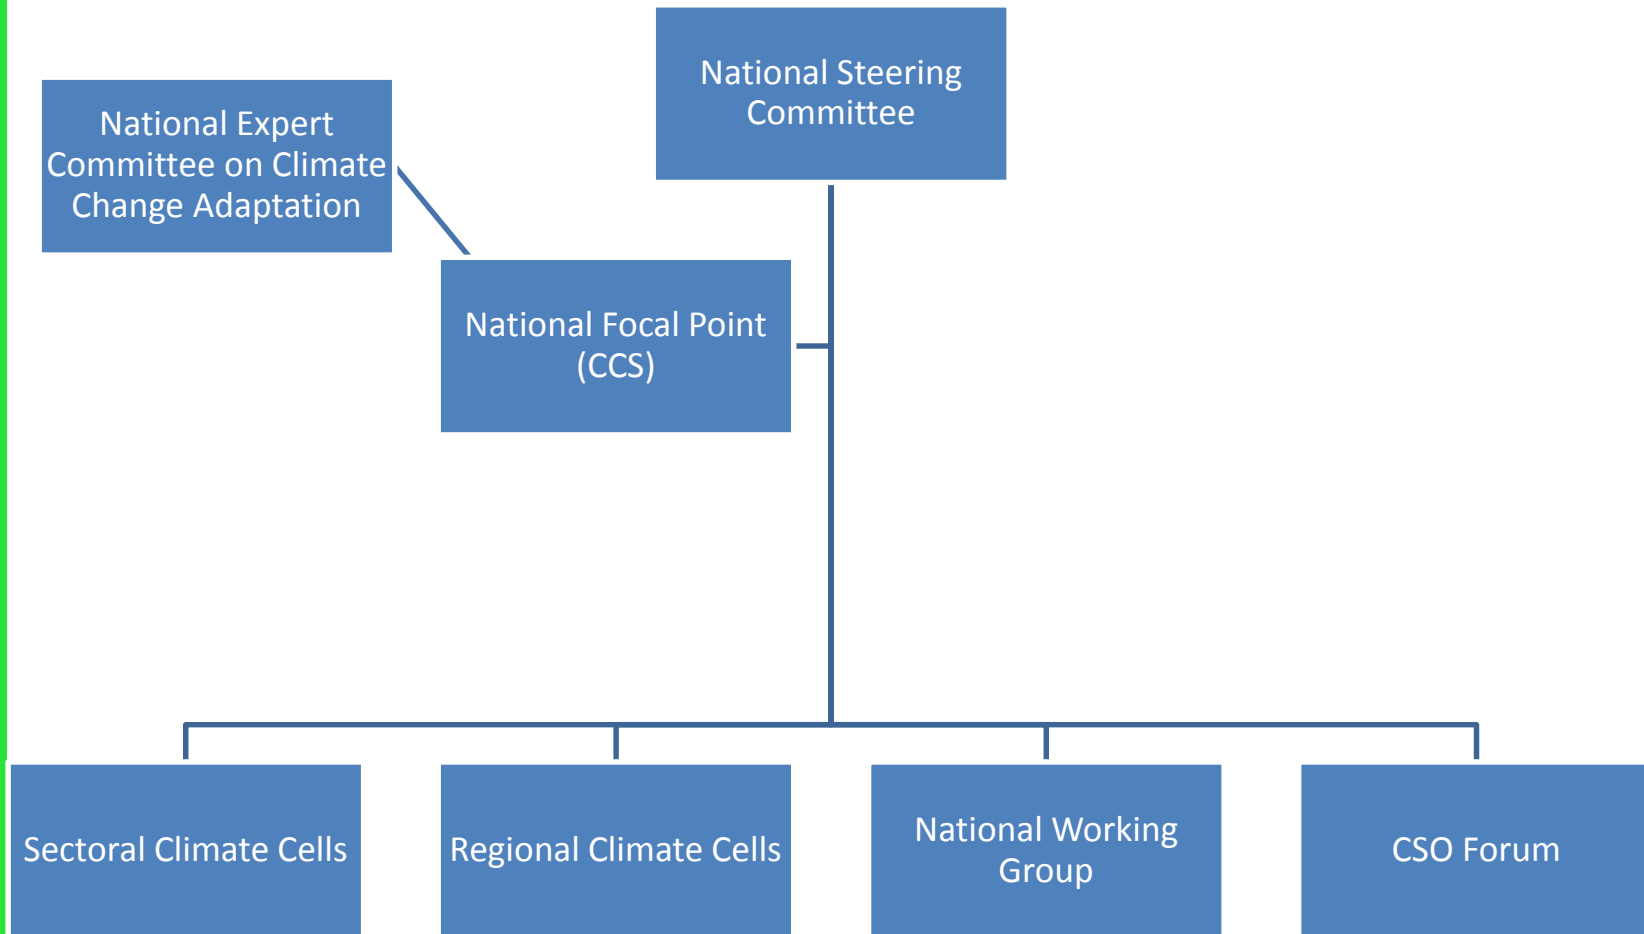 National Steering
Committee
National Expert
Committee on Climate
Change Adaptation
National Focal Point
(CCS)
Sectoral Climate Cells
Regional Climate Cells
National Working
Group
CSO Forum